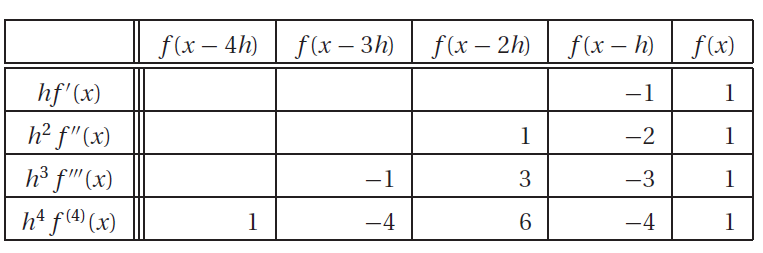 f(x − 4h) f(x − 3h) f(x − 2h) f(x − h) f(x)
hf′(x) −1 1
h² f″(x) 1 −2 1
h³ f‴(x) −1 3 −3 1
h⁴ f⁽⁴⁾(x) 1 −4 6 −4 1